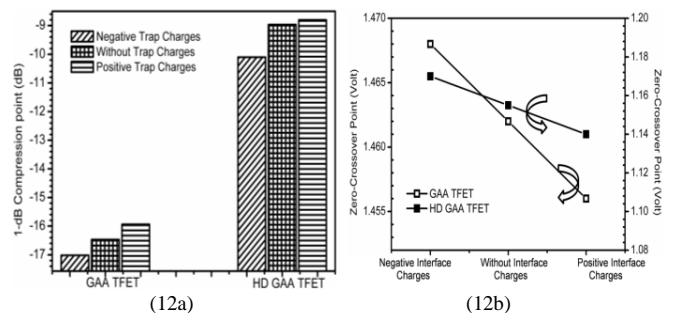 -9
-10
-11
-12
-13
-14
-15
-16
-17
1-dB Compression point (dB)
Negative Trap Charges
Without Trap Charges
Positive Trap Charges
GAA TFET
HD GAA TFET
(12a)
1.470
1.465
1.460
1.455
Zero-Crossover Point (Volt)
GAA TFET
HD GAA TFET
1.20
1.18
1.16
1.14
1.12
1.10
1.08
Zero-Crossover Point (Volt)
Negative Interface
Charges
Without Interface
Charges
Positive Interface
Charges
(12b)